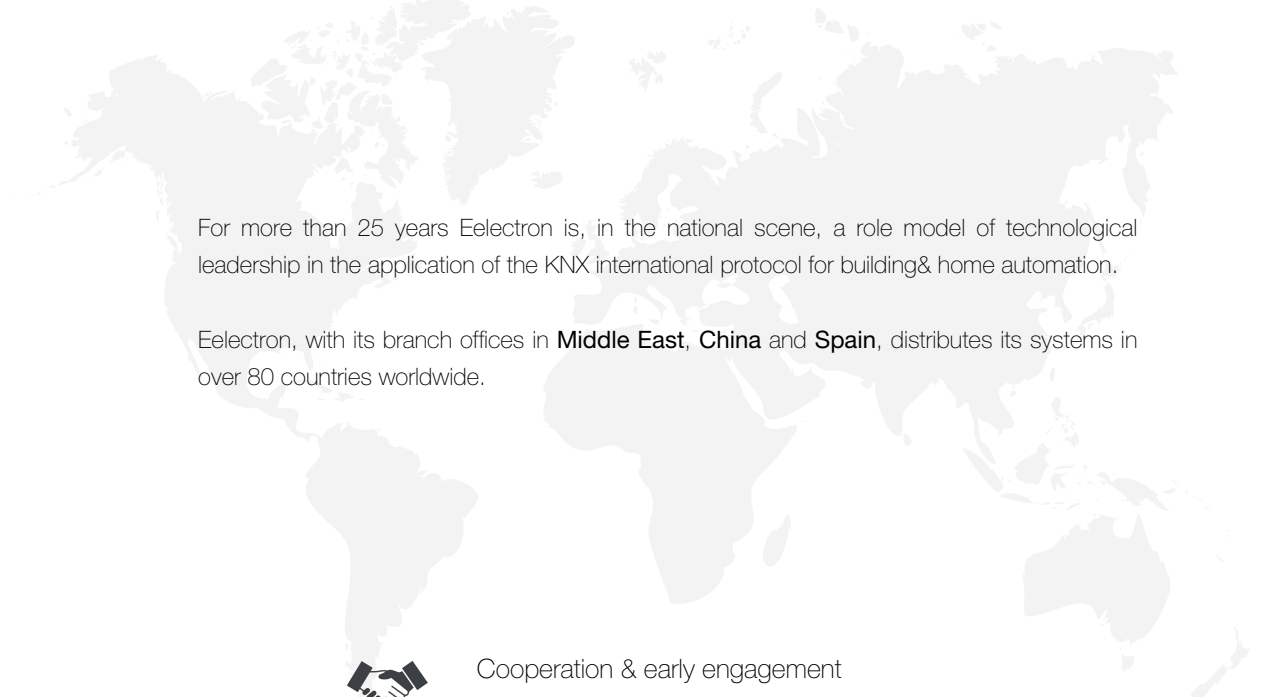 For more than 25 years Eelectron is, in the national scene, a role model of technological
leadership in the application of the KNX international protocol for building& home automation.
Eelectron, with its branch offices in Middle East, China and Spain, distributes its systems in
over 80 countries worldwide.
Cooperation & early engagement